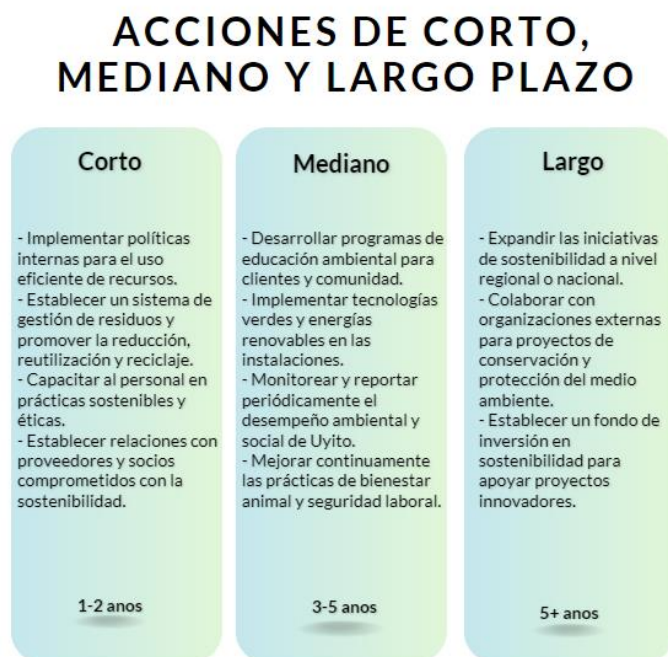 ACCIONES DE CORTO,
MEDIANO Y LARGO PLAZO
Corto
- Implementar políticas
internas para el uso
eficiente de recursos.
- Establecer un sistema de
gestión de residuos y
promover la reducción,
reutilización y reciclaje.
- Capacitar al personal en
prácticas sostenibles y
éticas.
- Establecer relaciones con
proveedores y socios
comprometidos con la
sostenibilidad.
1-2 anos
Mediano
- Desarrollar programas de
educación ambiental para
clientes y comunidad.
- Implementar tecnologías
verdes y energías
renovables en las
instalaciones.
- Monitorear y reportar
periódicamente el
desempeño ambiental y
social de Uyito.
- Mejorar continuamente
las prácticas de bienestar
animal y seguridad laboral.
3-5 anos
Largo
- Expandir las iniciativas
de sostenibilidad a nivel
regional o nacional.
- Colaborar con
organizaciones externas
para proyectos de
conservación y
protección del medio
ambiente.
- Establecer un fondo de
inversión en
sostenibilidad para
apoyar proyectos
innovadores.
5+ anos